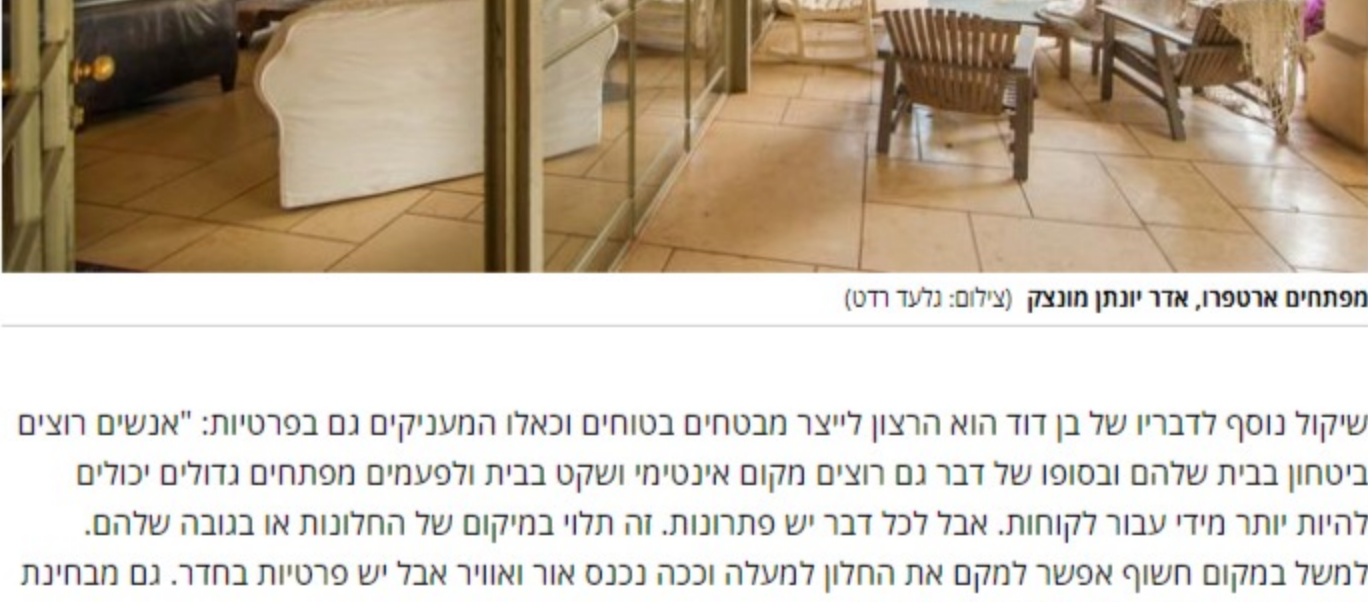 מפתחים ארטפרו, אדר יונתן מונצק (צילום: גלעד רדט)
שיקול נוסף לדבריו של בן דוד הוא הרצון לייצר מבטחים בטוחים וכאלו המעניקים גם בפרטיות: "אנשים רוצים
ביטחון בבית שלהם ובסופו של דבר גם רוצים מקום אינטימי ושקט בבית ולפעמים מפתחים גדולים יכולים
להיות יותר מידי עבור לקוחות. אבל לכל דבר יש פתרונות. זה תלוי במיקום של החלונות או בגובה שלהם.
למשל במקום חשוף אפשר למקם את החלון למעלה וככה נכנס אור ואוויר אבל יש פרטיות בחדר. גם מבחינת